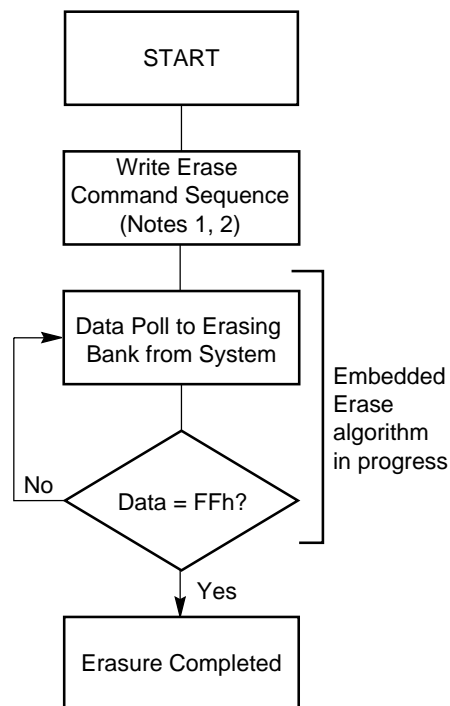 START
Write Erase
Command Sequence
(Notes 1, 2)
Data Poll to Erasing
Bank from System
Embedded
Erase
algorithm
in progress
No
Data = FFh?
Yes
Erasure Completed